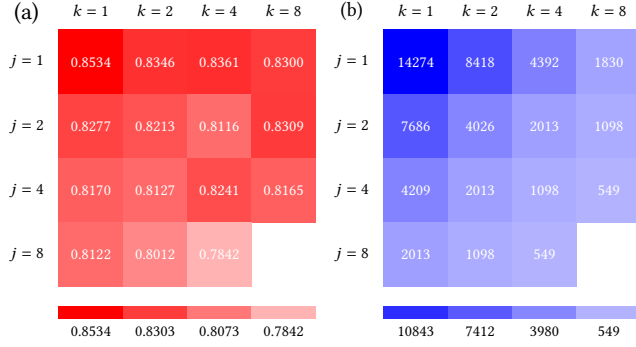 (a) k = 1 k = 2 k = 4 k = 8
j = 1 0.8534 0.8346 0.8361 0.8300
j = 2 0.8277 0.8213 0.8116 0.8309
j = 4 0.8170 0.8127 0.8241 0.8165
j = 8 0.8122 0.8012 0.7842
0.8534 0.8303 0.8073 0.7842
(b) k = 1 k = 2 k = 4 k = 8
j = 1 14274 8418 4392 1830
j = 2 7686 4026 2013 1098
j = 4 4209 2013 1098 549
j = 8 2013 1098 549
10843 7412 3980 549